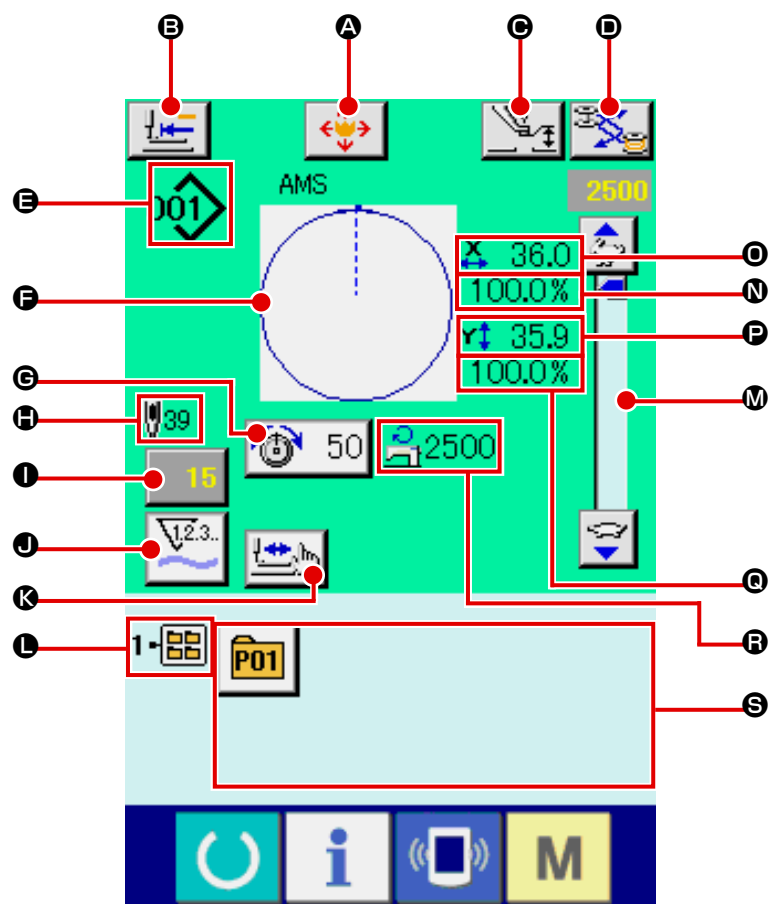 B A C D
E 001 AMS 2500
X 36.0 O
F 100.0% N
Y 35.9 P
G 100.0%
H 39 50 2500 M
I 15
J 1.2.3..
K Q
L 1 P01 R
S
i M